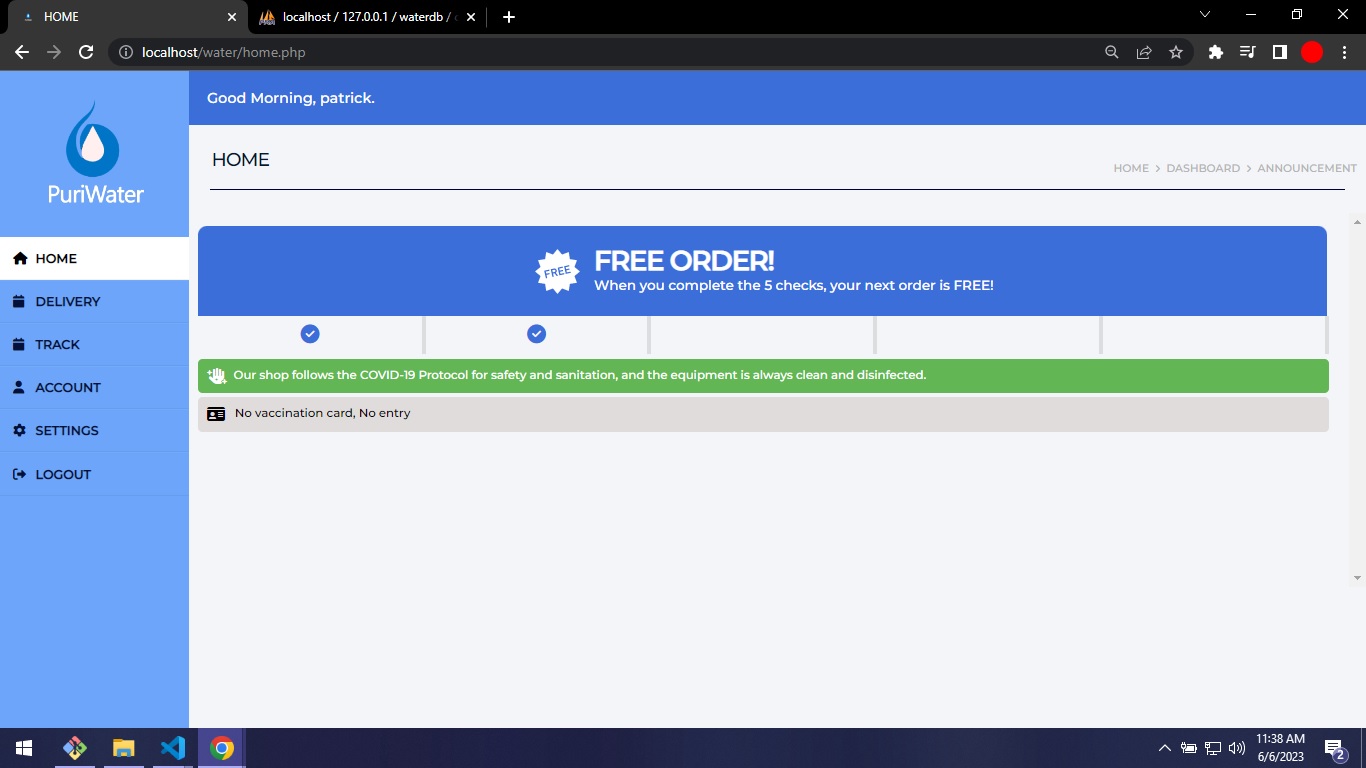 HOME
localhost / 127.0.0.1 / waterdb /
localhost/water/home.php
PuriWater
Good Morning, patrick.
HOME
HOME > DASHBOARD > ANNOUNCEMENT
HOME
DELIVERY
TRACK
ACCOUNT
SETTINGS
LOGOUT
FREE
FREE ORDER!
When you complete the 5 checks, your next order is FREE!
Our shop follows the COVID-19 Protocol for safety and sanitation, and the equipment is always clean and disinfected.
No vaccination card, No entry
11:38 AM
6/6/2023
2